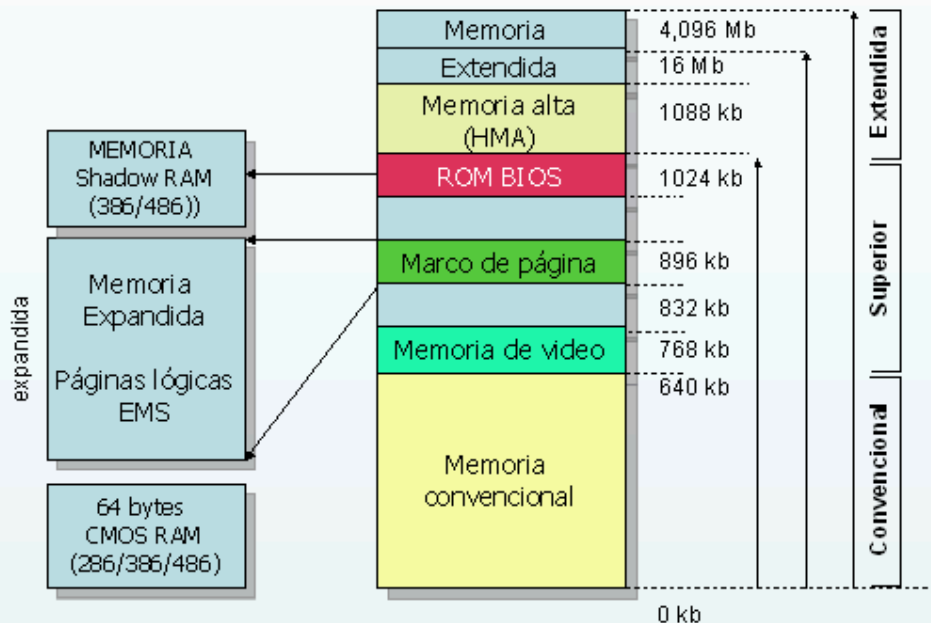 Memoria
Extendida
Memoria alta
(HMA)
ROM BIOS
Marco de página
Memoria de video
Memoria
convencional
4,096 Mb
16 Mb
1088 kb
1024 kb
896 kb
832 kb
768 kb
640 kb
0 kb
MEMORIA
Shadow RAM
(386/486))
expandida
Memoria
Expandida
Páginas lógicas
EMS
64 bytes
CMOS RAM
(286/386/486)
Extendida
Superior
Convencional